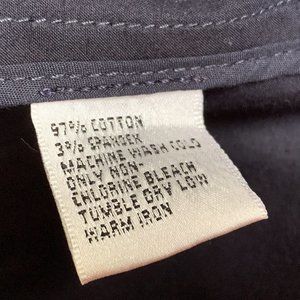 97% COTTON
3% SPANDEX
MACHINE WASH COLD
ONLY NON-
CHLORINE BLEACH
TUMBLE DRY LOW
WARM IRON